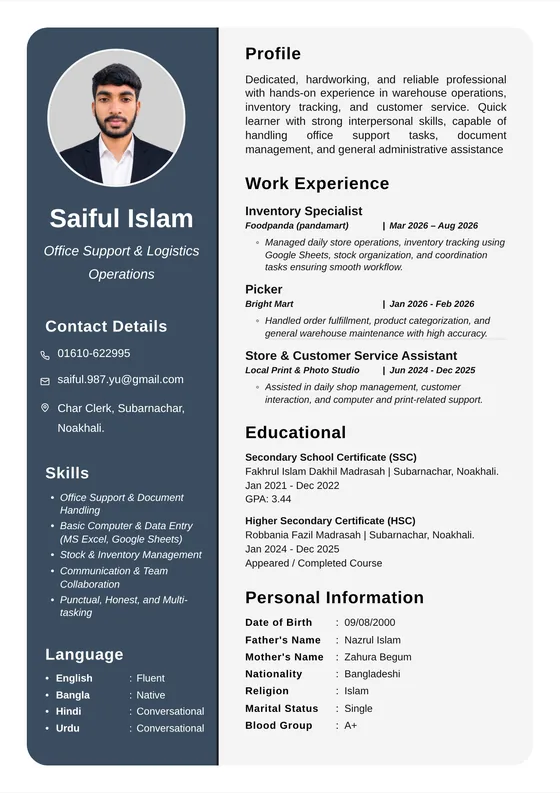 Saiful Islam
Office Support & Logistics
Operations
Contact Details
01610-622995
saiful.987.yu@gmail.com
Char Clerk, Subarnachar,
Noakhali.
Skills
• Office Support & Document
Handling
• Basic Computer & Data Entry
(MS Excel, Google Sheets)
• Stock & Inventory Management
• Communication & Team
Collaboration
• Punctual, Honest, and Multi-
tasking
Language
• English : Fluent
• Bangla : Native
• Hindi : Conversational
• Urdu : Conversational
Profile
Dedicated, hardworking, and reliable professional
with hands-on experience in warehouse operations,
inventory tracking, and customer service. Quick
learner with strong interpersonal skills, capable of
handling office support tasks, document
management, and general administrative assistance
Work Experience
Inventory Specialist
Foodpanda (pandamart) | Mar 2026 – Aug 2026
• Managed daily store operations, inventory tracking using
Google Sheets, stock organization, and coordination
tasks ensuring smooth workflow.
Picker
Bright Mart | Jan 2026 - Feb 2026
• Handled order fulfillment, product categorization, and
general warehouse maintenance with high accuracy.
Store & Customer Service Assistant
Local Print & Photo Studio | Jun 2024 - Dec 2025
• Assisted in daily shop management, customer
interaction, and computer and print-related support.
Educational
Secondary School Certificate (SSC)
Fakhrul Islam Dakhil Madrasah | Subarnachar, Noakhali.
Jan 2021 - Dec 2022
GPA: 3.44
Higher Secondary Certificate (HSC)
Robbania Fazil Madrasah | Subarnachar, Noakhali.
Jan 2024 - Dec 2025
Appeared / Completed Course
Personal Information
Date of Birth : 09/08/2000
Father's Name : Nazrul Islam
Mother's Name : Zahura Begum
Nationality : Bangladeshi
Religion : Islam
Marital Status : Single
Blood Group : A+